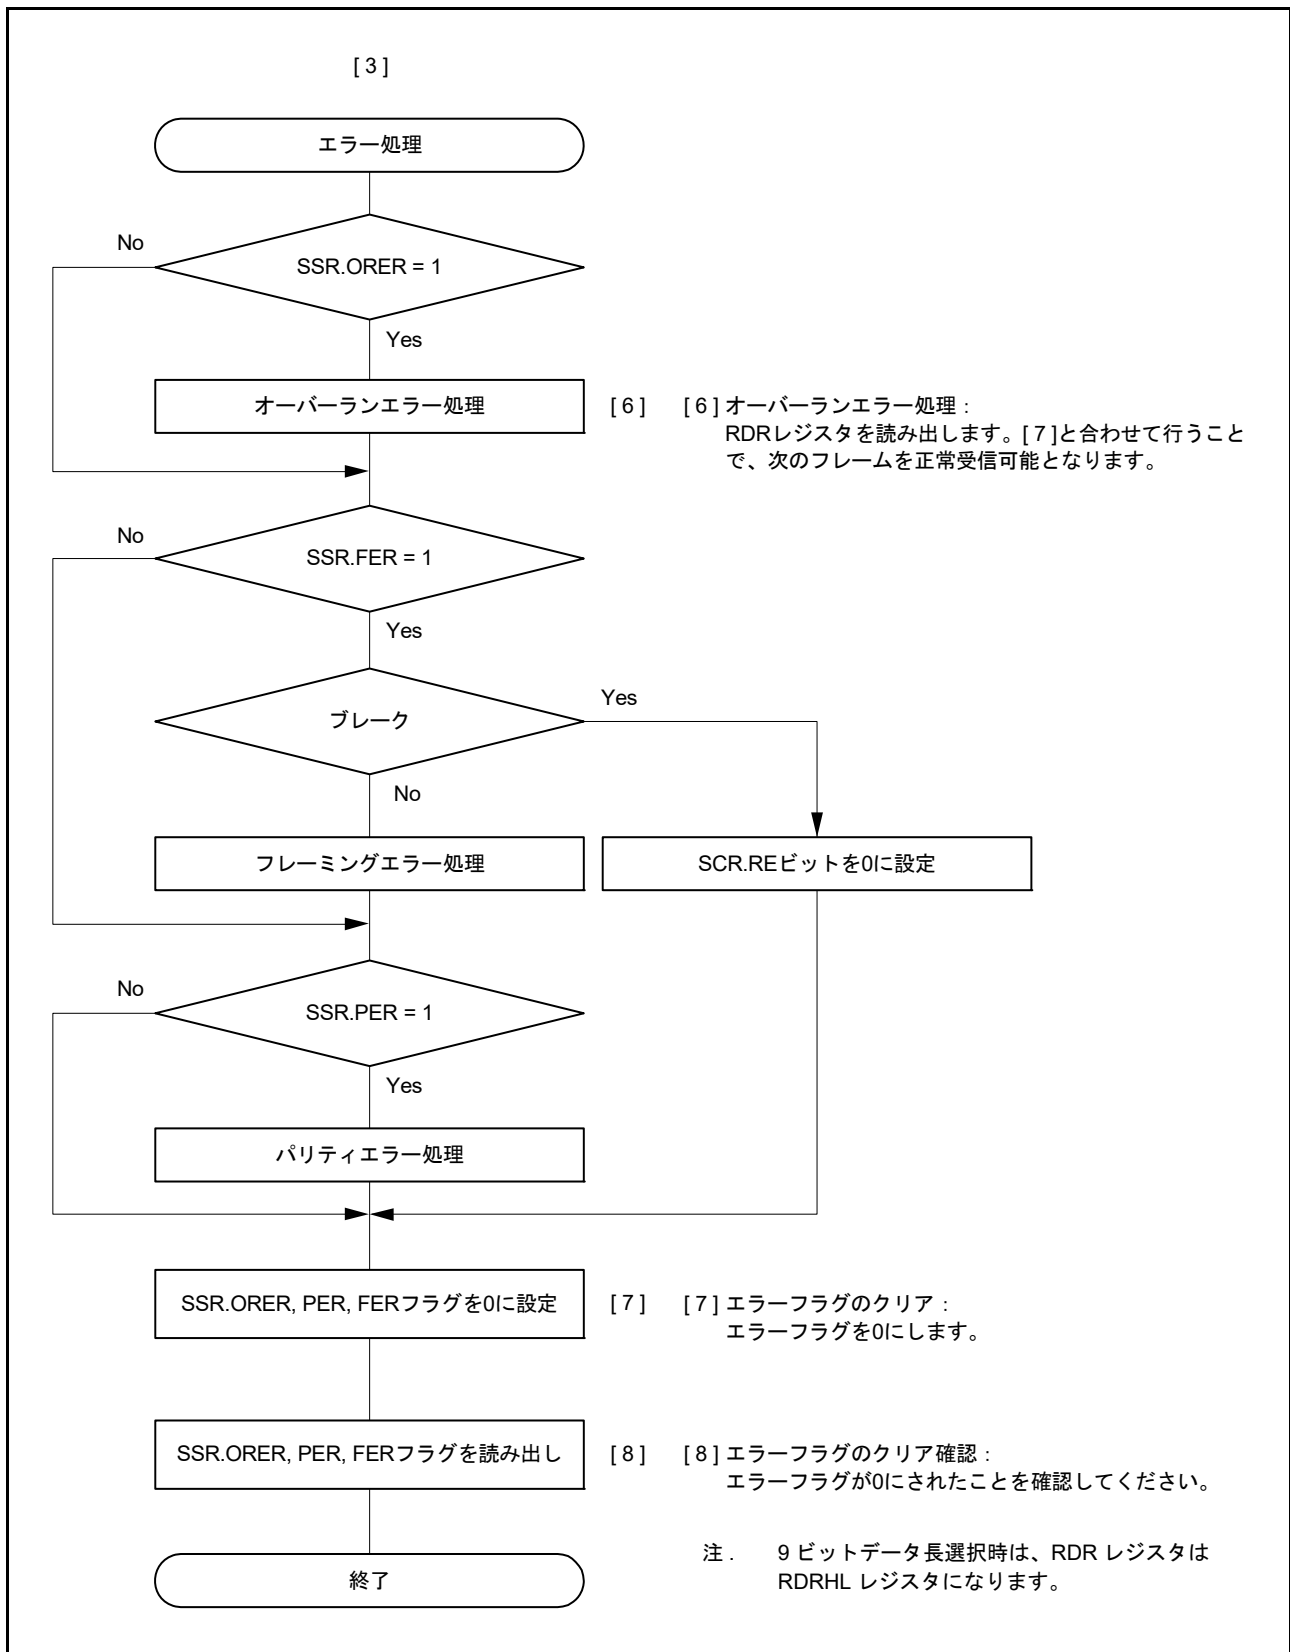 [ 3 ]
エラー処理
No
SSR.ORER = 1
Yes
オーバーランエラー処理
[ 6 ]
[ 6 ] オーバーランエラー処理：
RDRレジスタを読み出します。[ 7 ]と合わせて行うこと
で、次のフレームを正常受信可能となります。
No
SSR.FER = 1
Yes
ブレーク
Yes
No
フレーミングエラー処理
SCR.REビットを0に設定
No
SSR.PER = 1
Yes
パリティエラー処理
SSR.ORER, PER, FERフラグを0に設定
[ 7 ]
[ 7 ] エラーフラグのクリア：
エラーフラグを0にします。
SSR.ORER, PER, FERフラグを読み出し
[ 8 ]
[ 8 ] エラーフラグのクリア確認：
エラーフラグが0にされたことを確認してください。
注． 9 ビットデータ長選択時は、RDR レジスタは
RDRHL レジスタになります。
終了